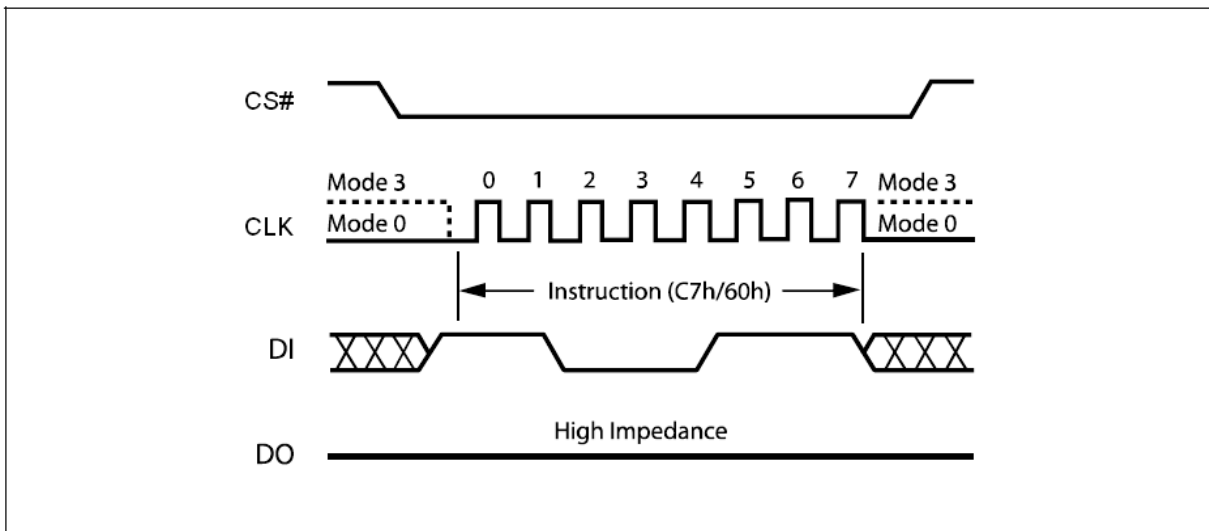 CS#
Mode 3 0 1 2 3 4 5 6 7 Mode 3
CLK Mode 0 Mode 0
Instruction (C7h/60h)
DI
High Impedance
DO